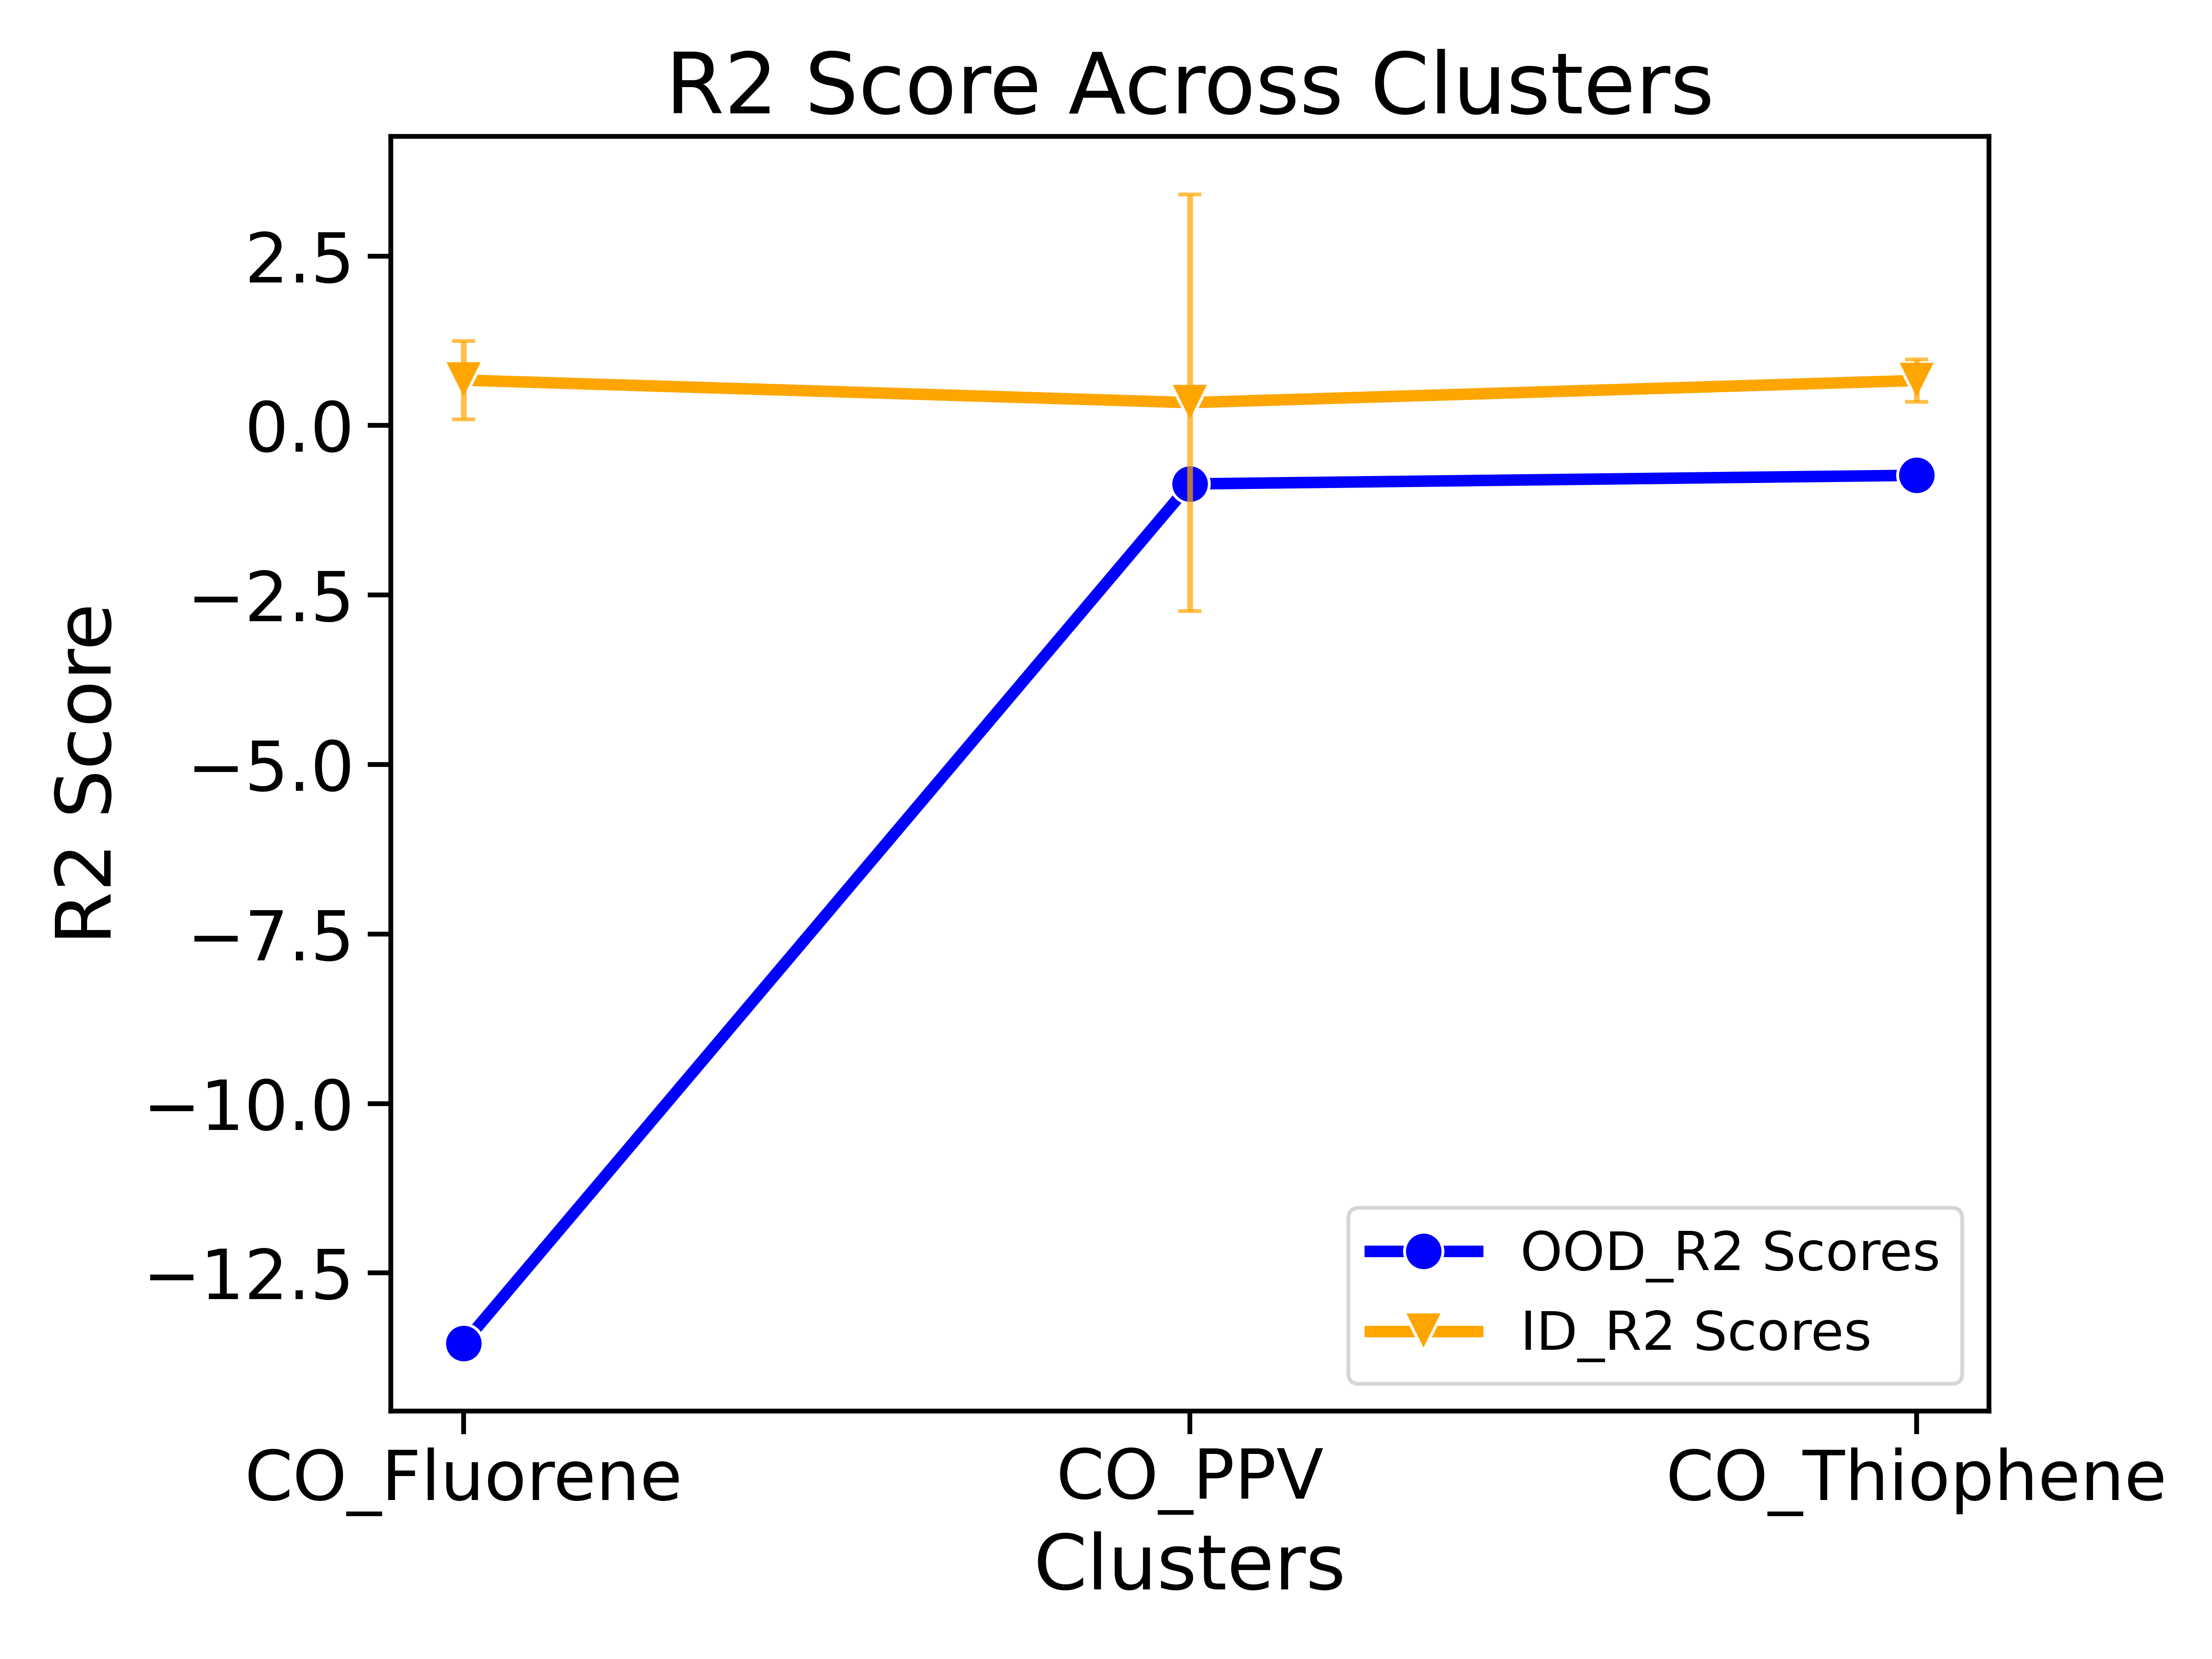 R2 Score Across Clusters
R2 Score
2.5
0.0
−2.5
−5.0
−7.5
−10.0
−12.5
OOD_R2 Scores
ID_R2 Scores
CO_Fluorene
CO_PPV
CO_Thiophene
Clusters